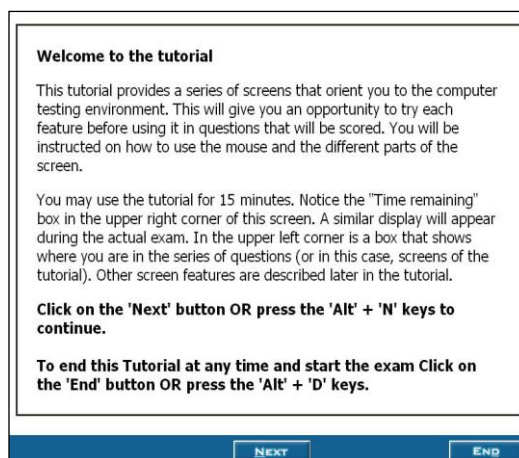 Welcome to the tutorial
This tutorial provides a series of screens that orient you to the computer
testing environment. This will give you an opportunity to try each
feature before using it in questions that will be scored. You will be
instructed on how to use the mouse and the different parts of the
screen.
You may use the tutorial for 15 minutes. Notice the "Time remaining"
box in the upper right corner of this screen. A similar display will appear
during the actual exam. In the upper left corner is a box that shows
where you are in the series of questions (or in this case, screens of the
tutorial). Other screen features are described later in the tutorial.
Click on the 'Next' button OR press the 'Alt' + 'N' keys to
continue.
To end this Tutorial at any time and start the exam Click on
the 'End' button OR press the 'Alt' + 'D' keys.
NEXT END